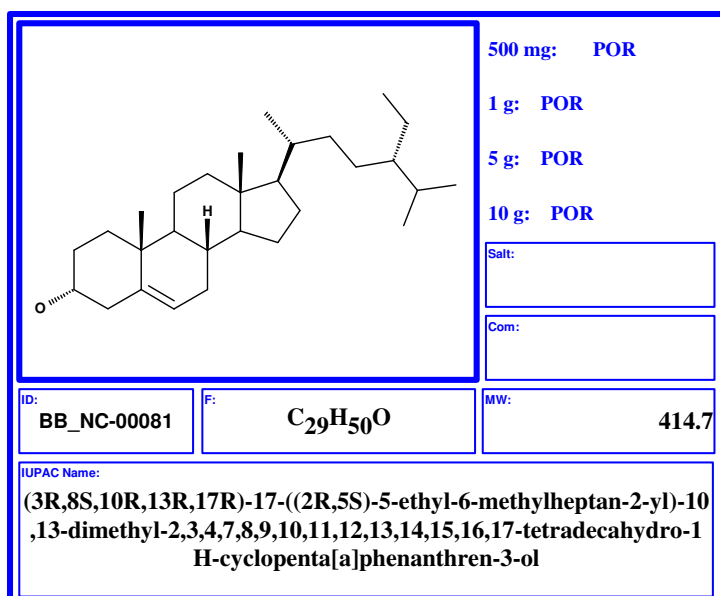 500 mg: POR
1 g: POR
5 g: POR
10 g: POR
H
O
Salt:
Com:
ID:
BB_NC-00081
F:
C29H50O
MW:
414.7
IUPAC Name:
(3R,8S,10R,13R,17R)-17-((2R,5S)-5-ethyl-6-methylheptan-2-yl)-10
,13-dimethyl-2,3,4,7,8,9,10,11,12,13,14,15,16,17-tetradecahydro-1
H-cyclopenta[a]phenanthren-3-ol